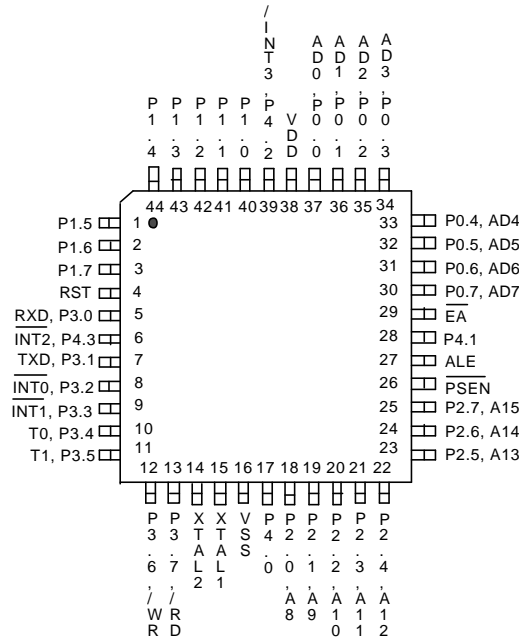 /INT3, P4.2
AD0, P0.0
AD1, P0.1
AD2, P0.2
AD3, P0.3
P1.4
P1.3
P1.2
P1.1
P1.0
VDD
44 43 42 41 40 39 38 37 36 35 34
P1.5 1
P1.6 2
P1.7 3
RST 4
RXD, P3.0 5
INT2, P4.3 6
TXD, P3.1 7
INT0, P3.2 8
INT1, P3.3 9
T0, P3.4 10
T1, P3.5 11
33 P0.4, AD4
32 P0.5, AD5
31 P0.6, AD6
30 P0.7, AD7
29 EA
28 P4.1
27 ALE
26 PSEN
25 P2.7, A15
24 P2.6, A14
23 P2.5, A13
12 13 14 15 16 17 18 19 20 21 22
P3.6,/WR
P3.7,/RD
XTAL2
XTAL1
VSS
P4.0
P2.0,A8
P2.1,A9
P2.2,A10
P2.3,A11
P2.4,A12